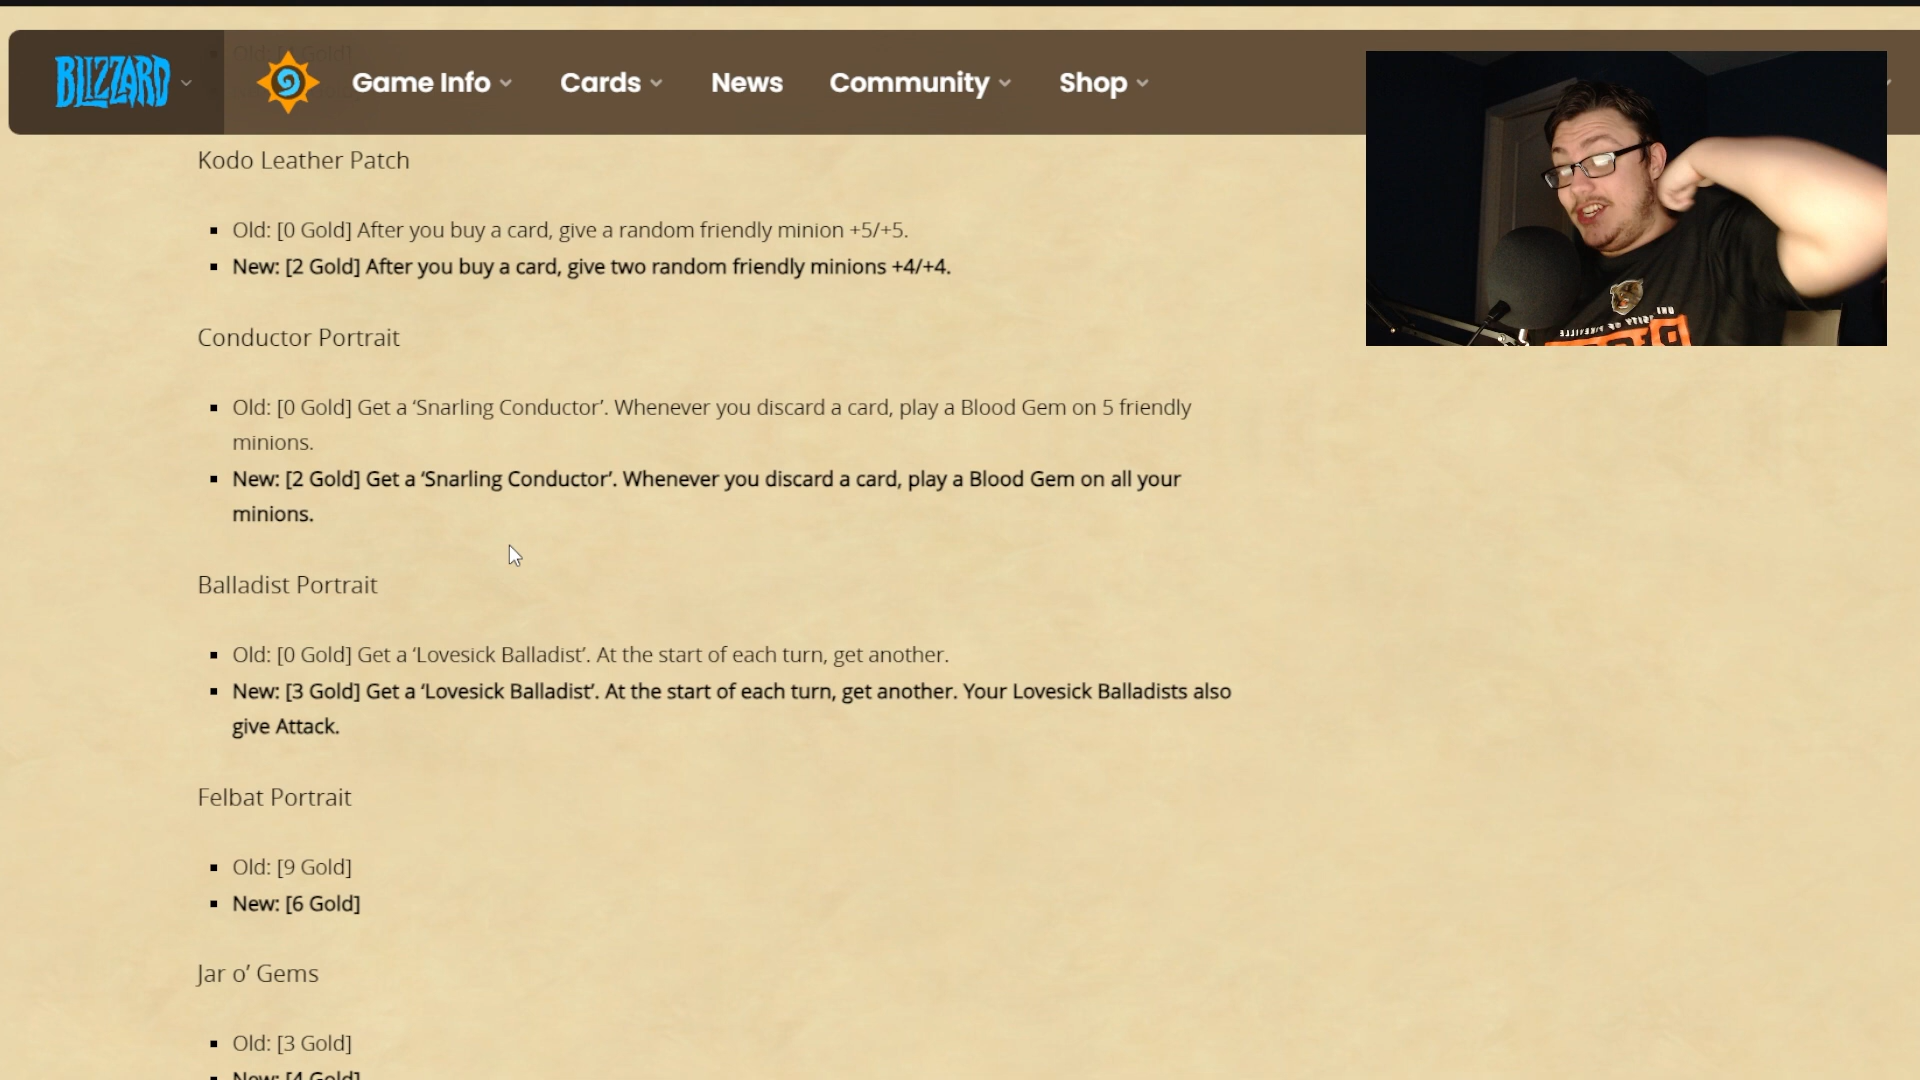 Old: [ Gold]
BLIZZARD
Game Info
Cards
News
Community
Shop
Kodo Leather Patch
Old: [0 Gold] After you buy a card, give a random friendly minion +5/+5.
New: [2 Gold] After you buy a card, give two random friendly minions +4/+4.
Conductor Portrait
Old: [0 Gold] Get a ‘Snarling Conductor’. Whenever you discard a card, play a Blood Gem on 5 friendly
minions.
New: [2 Gold] Get a ‘Snarling Conductor’. Whenever you discard a card, play a Blood Gem on all your
minions.
Balladist Portrait
Old: [0 Gold] Get a ‘Lovesick Balladist’. At the start of each turn, get another.
New: [3 Gold] Get a ‘Lovesick Balladist’. At the start of each turn, get another. Your Lovesick Balladists also
give Attack.
Felbat Portrait
Old: [9 Gold]
New: [6 Gold]
Jar o’ Gems
Old: [3 Gold]
New: [4 Gold]